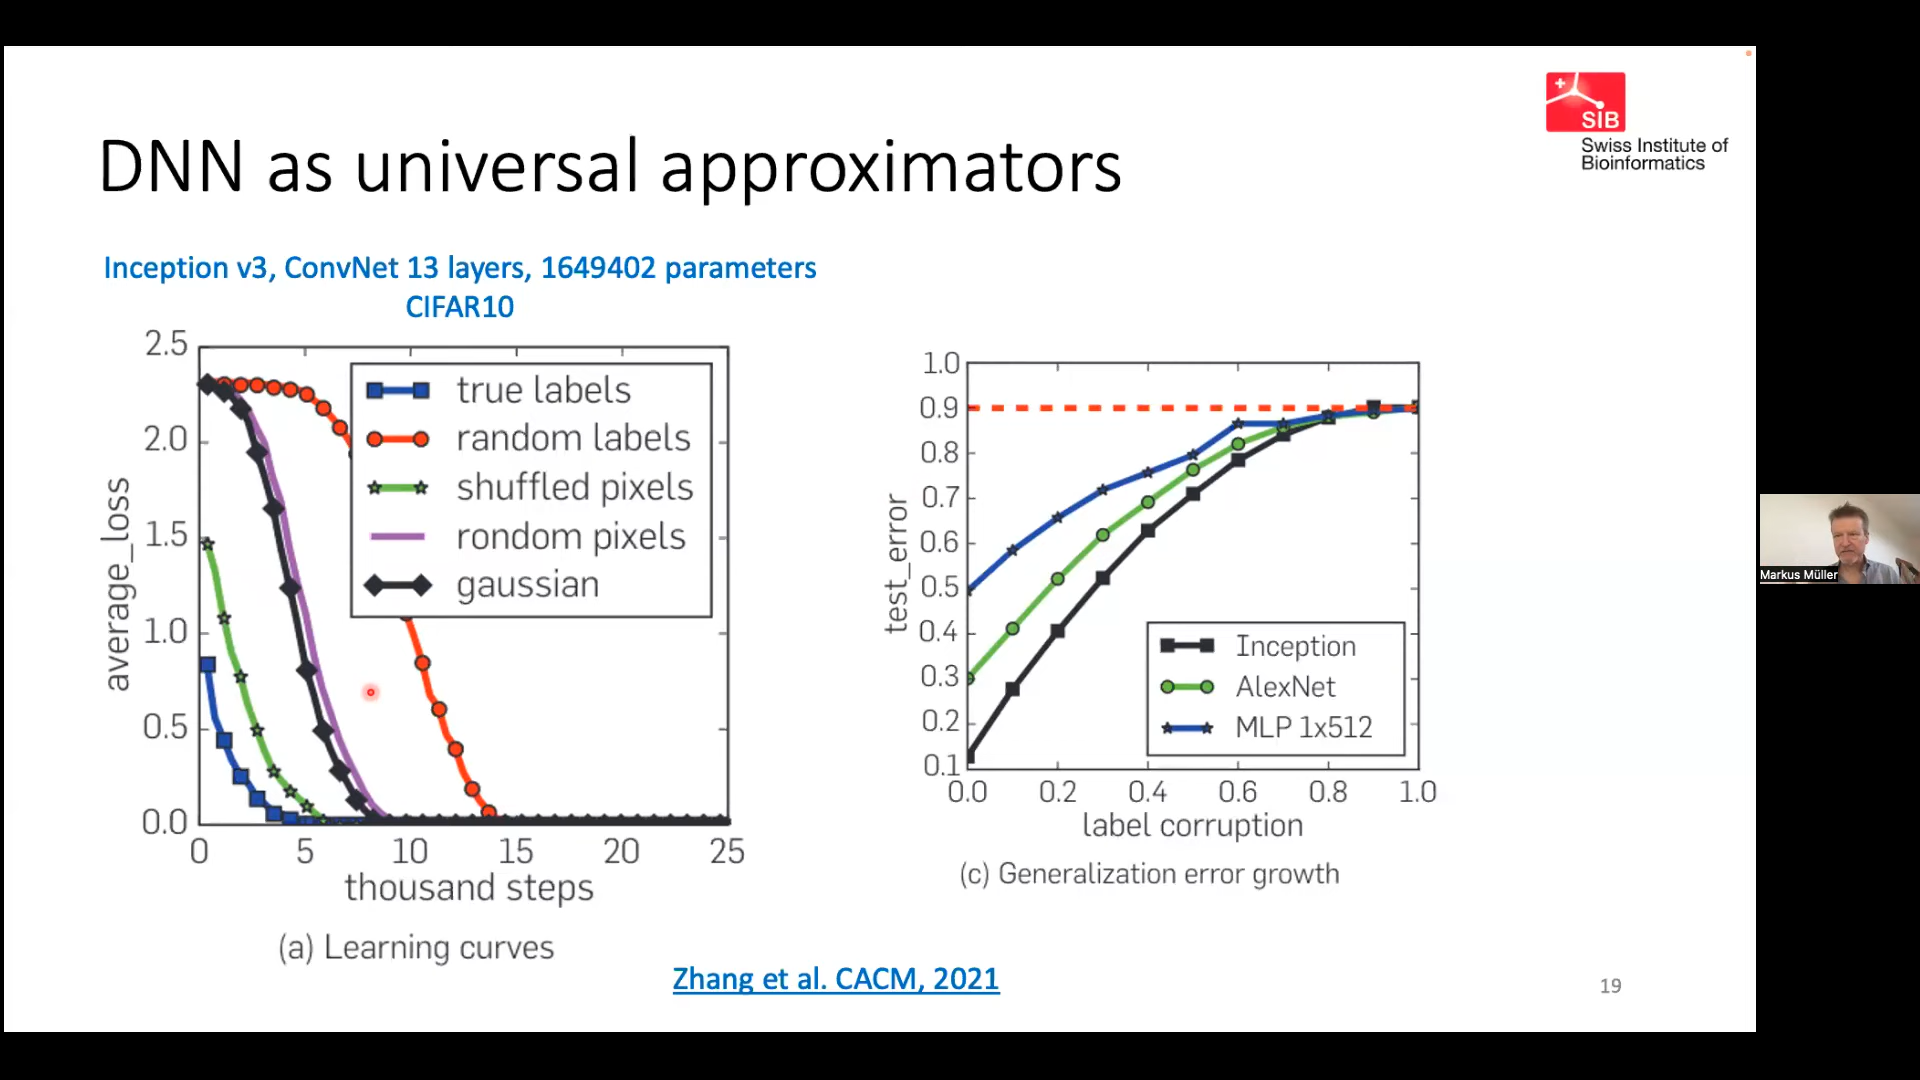 SIB
Swiss Institute of
Bioinformatics
DNN as universal approximators
Inception v3, ConvNet 13 layers, 1649402 parameters
CIFAR10
2.5
2.0
1.5
1.0
0.5
0.0
average_loss
true labels
random labels
shuffled pixels
rondom pixels
gaussian
0 5 10 15 20 25
thousand steps
(a) Learning curves
1.0
0.9
0.8
0.7
0.6
0.5
0.4
0.3
0.2
0.1
test_error
Inception
AlexNet
MLP 1x512
0.0 0.2 0.4 0.6 0.8 1.0
label corruption
(c) Generalization error growth
Zhang et al. CACM, 2021
19
Markus Müller